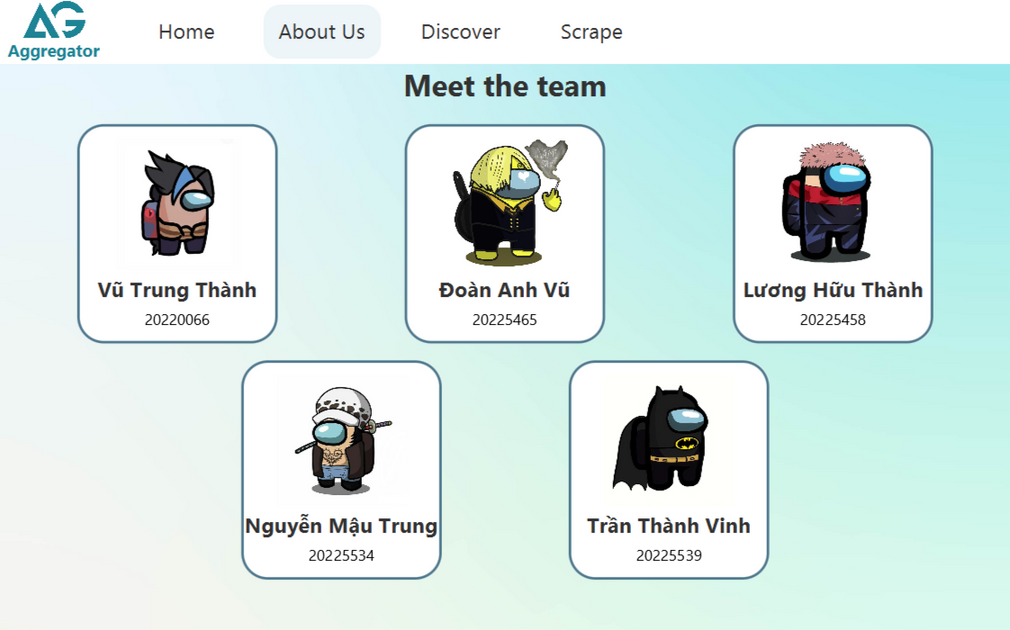 AG
Aggregator
Home
About Us
Discover
Scrape
Meet the team
Vũ Trung Thành
20220066
Đoàn Anh Vũ
20225465
Lương Hữu Thành
20225458
Nguyễn Mậu Trung
20225534
Trần Thành Vinh
20225539